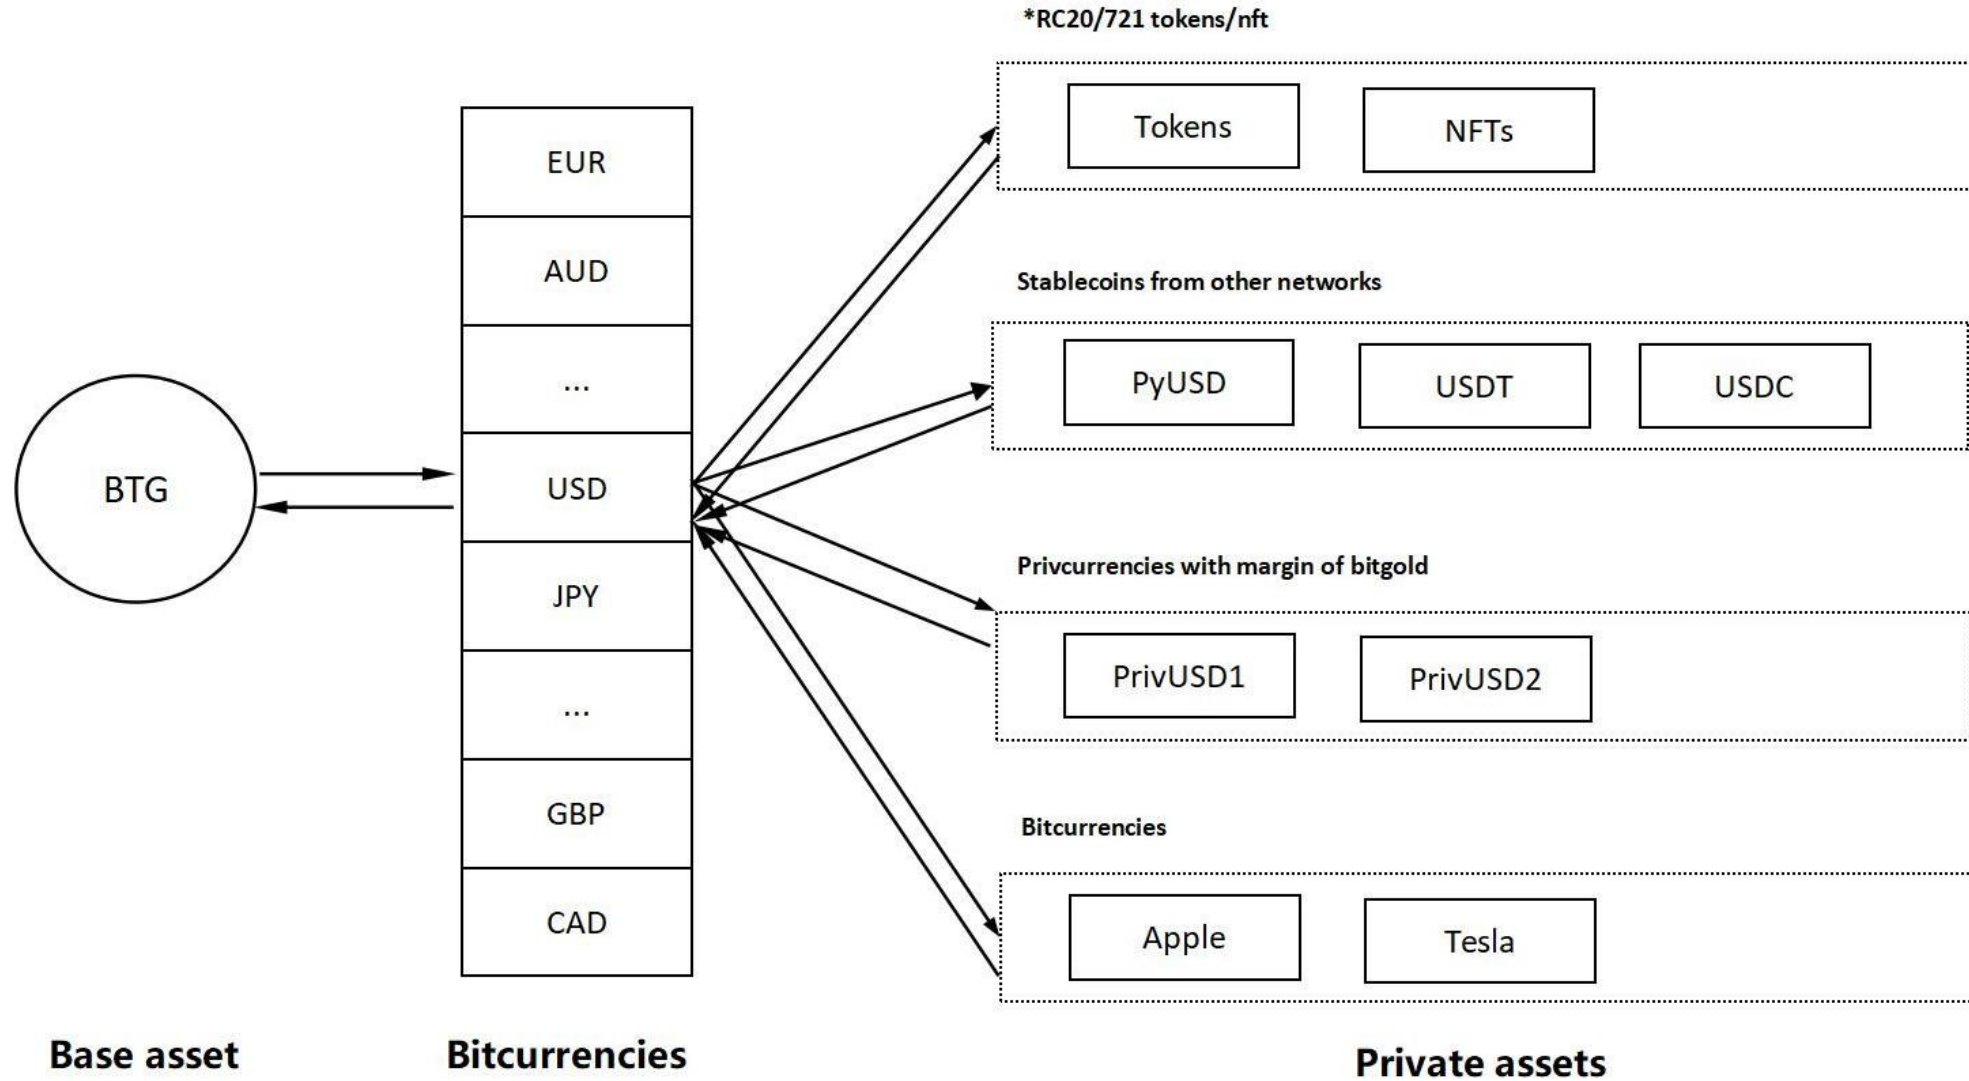 *RC20/721 tokens/nft
Tokens
NFTs
EUR
AUD
...
USD
JPY
...
GBP
CAD
BTG
Stablecoins from other networks
PyUSD
USDT
USDC
Privcurrencies with margin of bitgold
PrivUSD1
PrivUSD2
Bitcurrencies
Apple
Tesla
Base asset
Bitcurrencies
Private assets